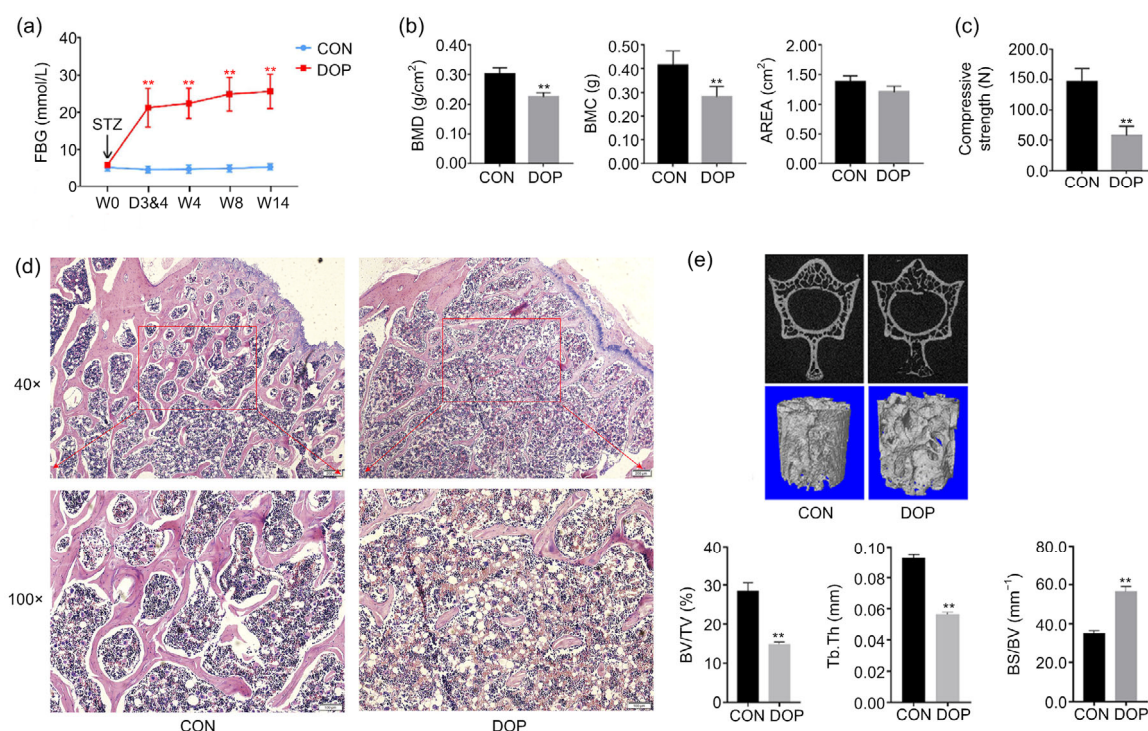 (a)
FBG (mmol/L)
40
30
20
10
0
STZ
**
**
**
**
CON
DOP
W0 D3&4 W4 W8 W14
(b)
BMD (g/cm²)
0.40
0.30
0.20
0.10
0.00
**
CON DOP
BMC (g)
0.50
0.40
0.30
0.20
0.10
0.00
**
CON DOP
AREA (cm²)
2.00
1.50
1.00
0.50
0.00
CON DOP
(c)
Compressive
strength (N)
200.0
150.0
100.0
50.0
0.00
**
CON DOP
(d)
40×
100×
CON DOP
(e)
CON DOP
BV/TV (%)
40
30
20
10
0
**
CON DOP
Tb.Th (mm)
0.10
0.08
0.06
0.04
0.02
0.00
**
CON DOP
BS/BV (mm⁻¹)
80.0
60.0
40.0
20.0
0.00
**
CON DOP